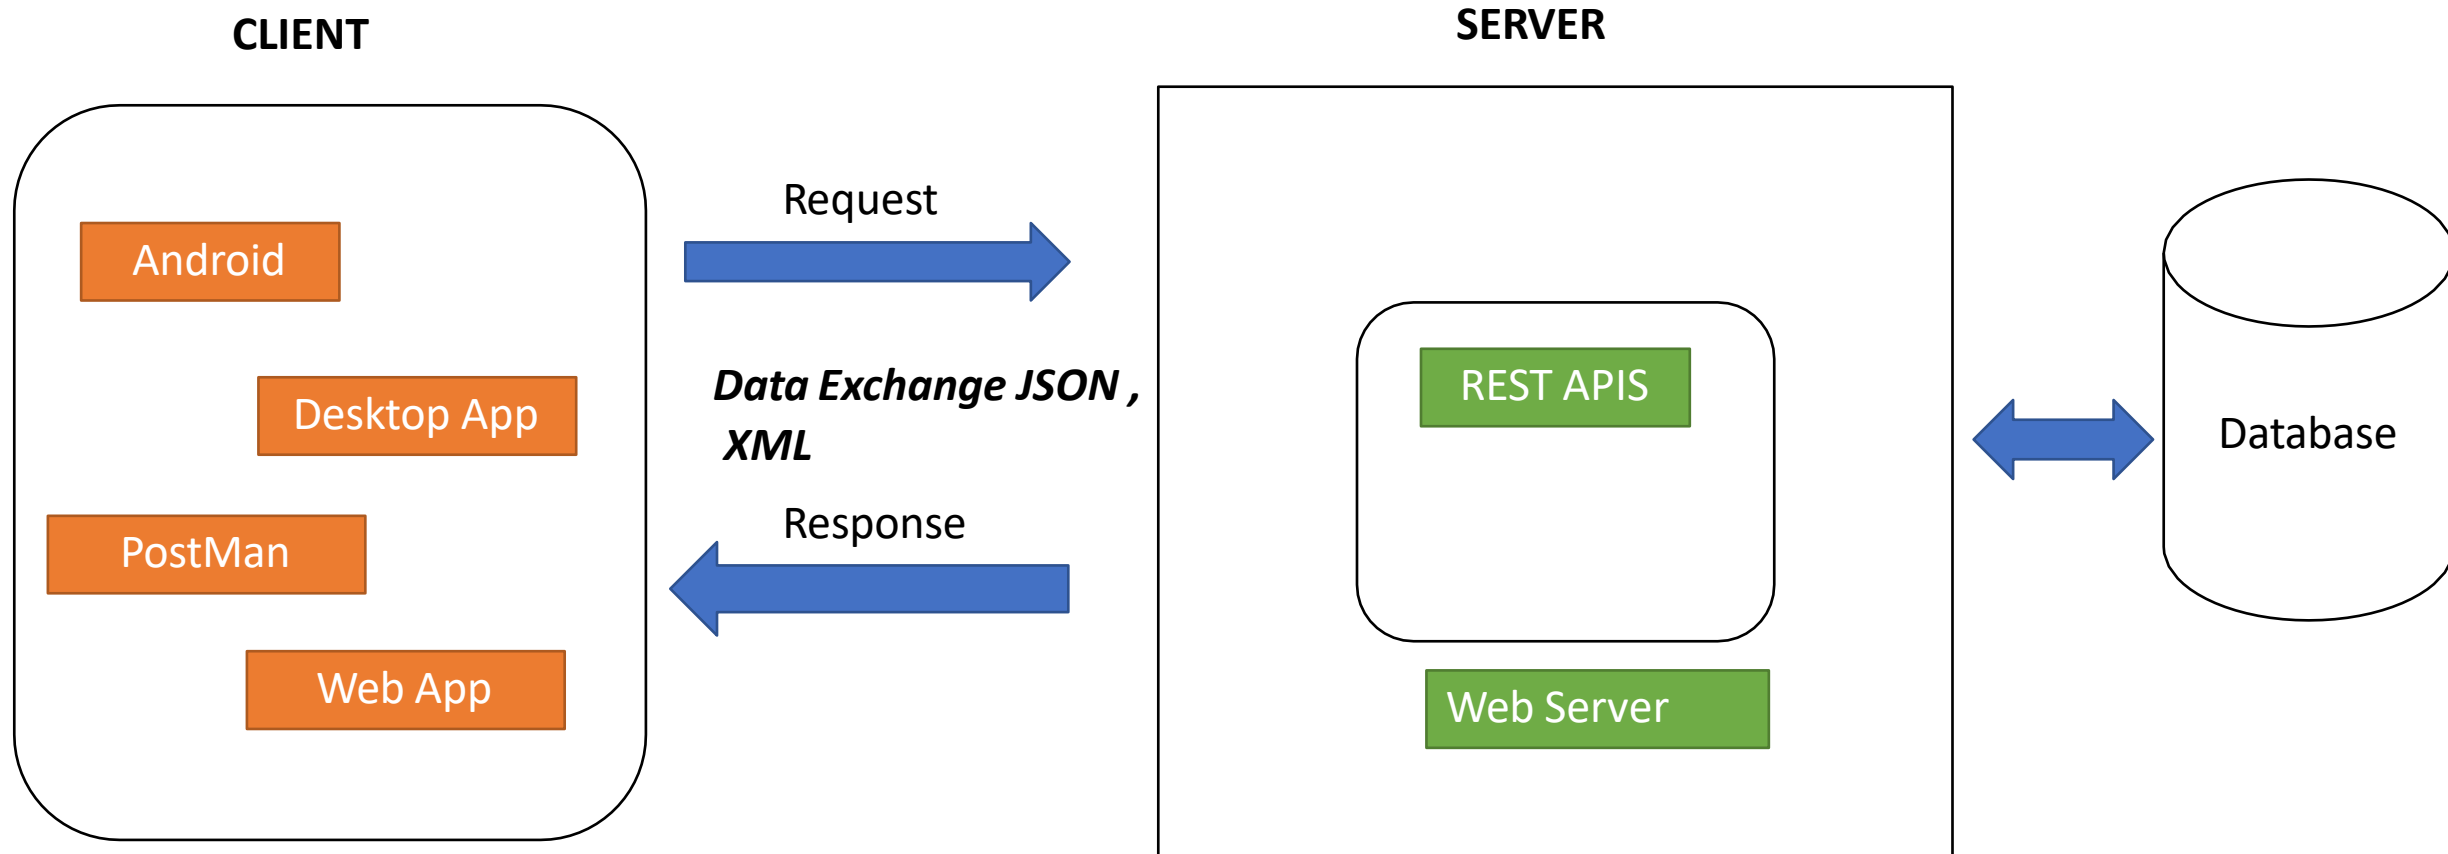 CLIENT
SERVER
Android
Desktop App
PostMan
Web App
Request
Data Exchange JSON ,
XML
Response
REST APIS
Web Server
Database